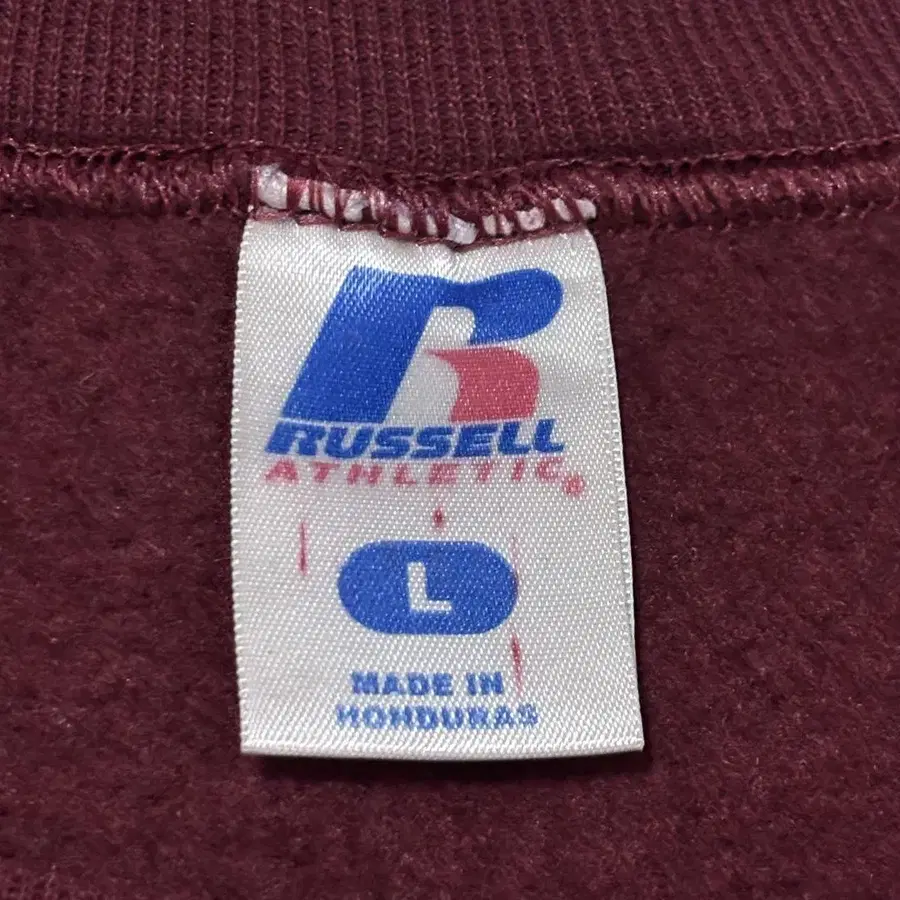 RUSSELL
ATHLETIC®
L
MADE IN
HONDURAS